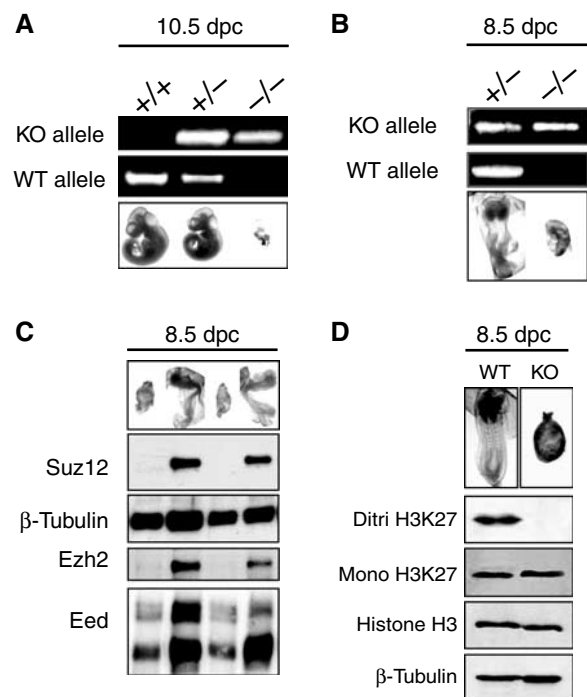 A
10.5 dpc
+/+ +/− −/−
KO allele
WT allele
B
8.5 dpc
+/− −/−
KO allele
WT allele
C
8.5 dpc
Suz12
β-Tubulin
Ezh2
Eed
D
8.5 dpc
WT KO
Ditri H3K27
Mono H3K27
Histone H3
β-Tubulin